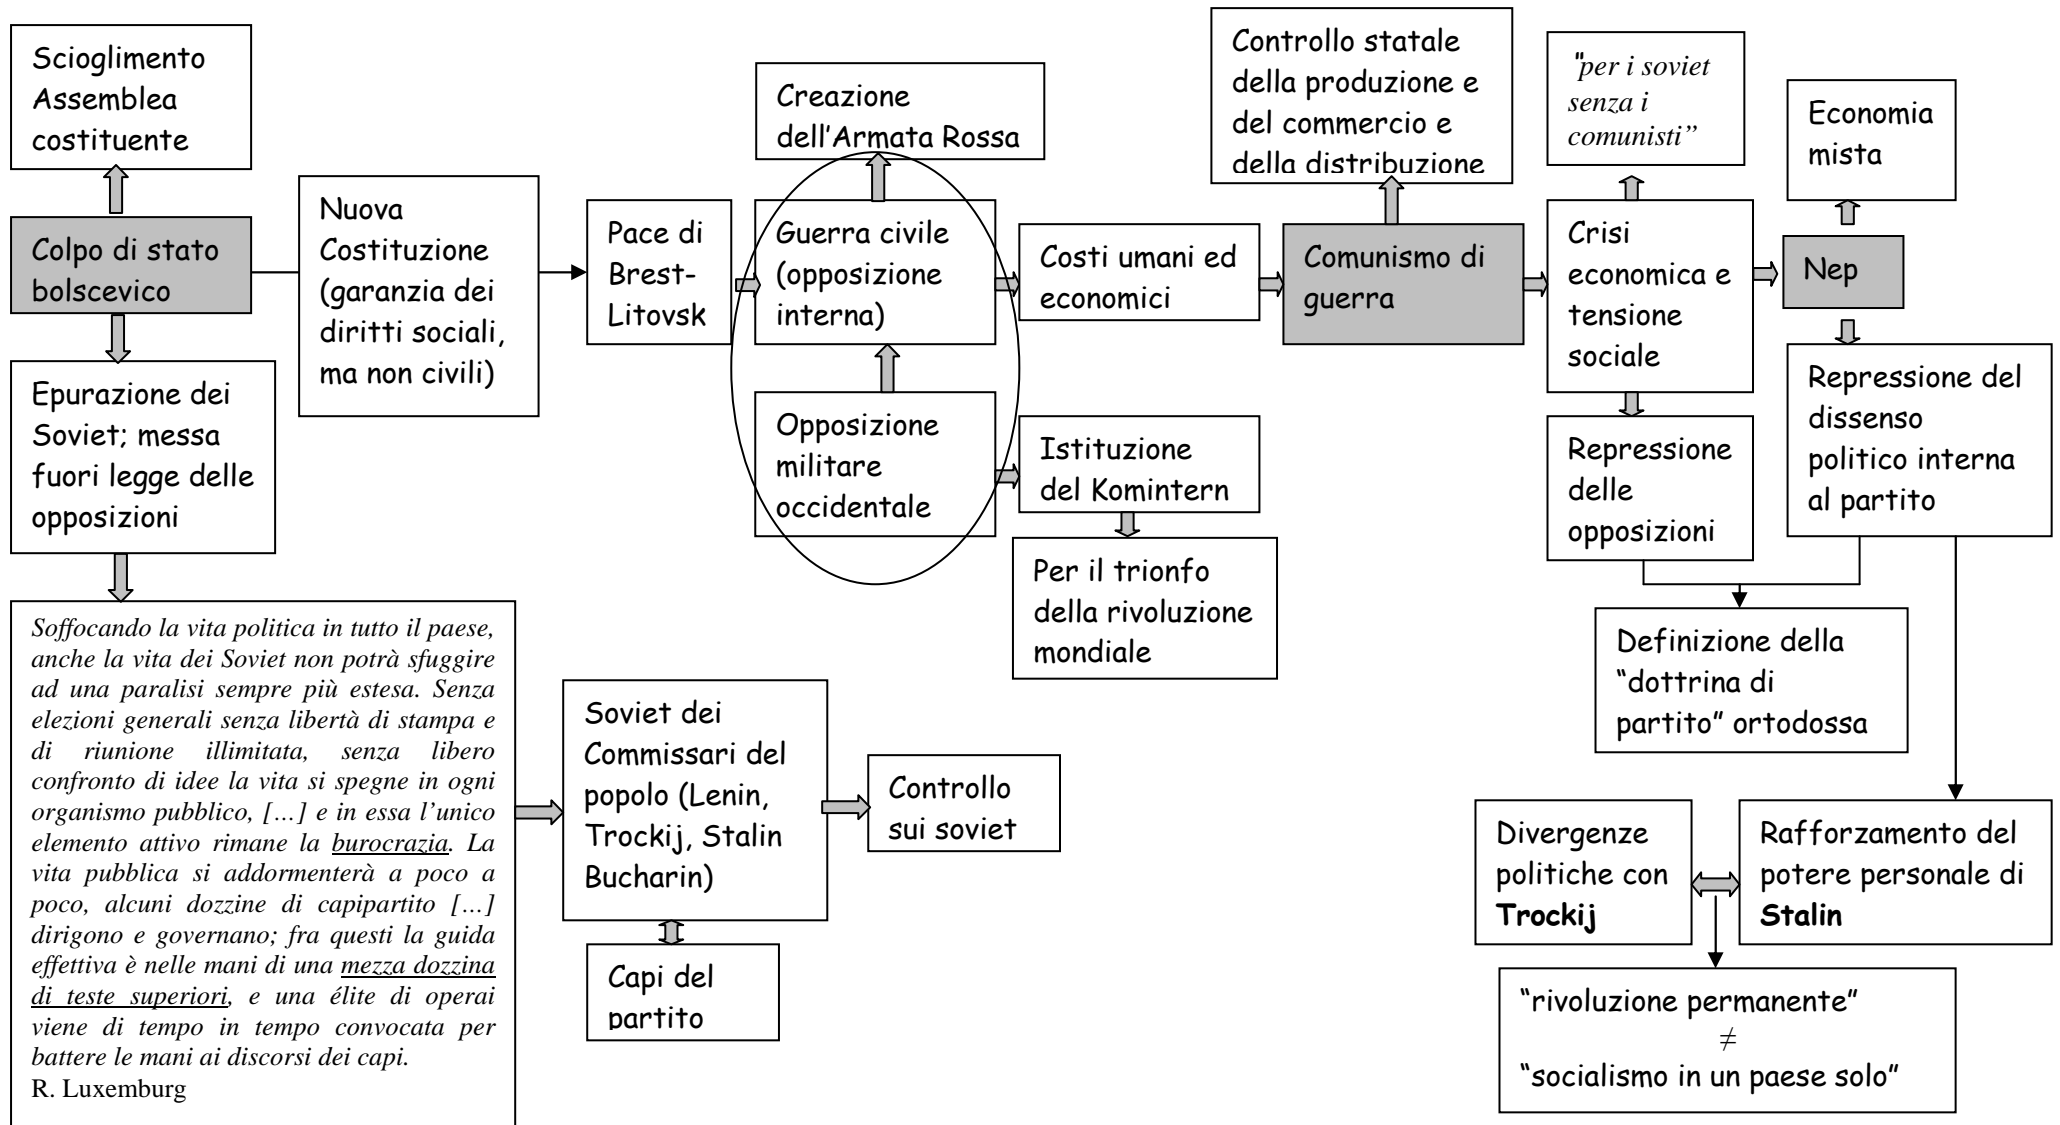 Scioglimento
Assemblea
costituente
Colpo di stato
bolscevico
Epurazione dei
Soviet; messa
fuori legge delle
opposizioni
Soffocando la vita politica in tutto il paese,
anche la vita dei Soviet non potrà sfuggire
ad una paralisi sempre più estesa. Senza
elezioni generali senza libertà di stampa e
di riunione illimitata, senza libero
confronto di idee la vita si spegne in ogni
organismo pubblico, […] e in essa l’unico
elemento attivo rimane la burocrazia. La
vita pubblica si addormenterà a poco a
poco, alcuni dozzine di capipartito […]
dirigono e governano; fra questi la guida
effettiva è nelle mani di una mezza dozzina
di teste superiori, e una élite di operai
viene di tempo in tempo convocata per
battere le mani ai discorsi dei capi.
R. Luxemburg
Nuova
Costituzione
(garanzia dei
diritti sociali,
ma non civili)
Pace di
Brest-
Litovsk
Creazione
dell’Armata Rossa
Guerra civile
(opposizione
interna)
Opposizione
militare
occidentale
Costi umani ed
economici
Istituzione
del Komintern
Per il trionfo
della rivoluzione
mondiale
Soviet dei
Commissari del
popolo (Lenin,
Trockij, Stalin
Bucharin)
Controllo
sui soviet
Capi del
partito
Controllo statale
della produzione e
del commercio e
della distribuzione
Comunismo di
guerra
"per i soviet
senza i
comunisti”
Crisi
economica e
tensione
sociale
Repressione
delle
opposizioni
Economia
mista
Nep
Repressione del
dissenso
politico interna
al partito
Definizione della
“dottrina di
partito” ortodossa
Divergenze
politiche con
Trockij
Rafforzamento del
potere personale di
Stalin
“rivoluzione permanente”
≠
“socialismo in un paese solo”